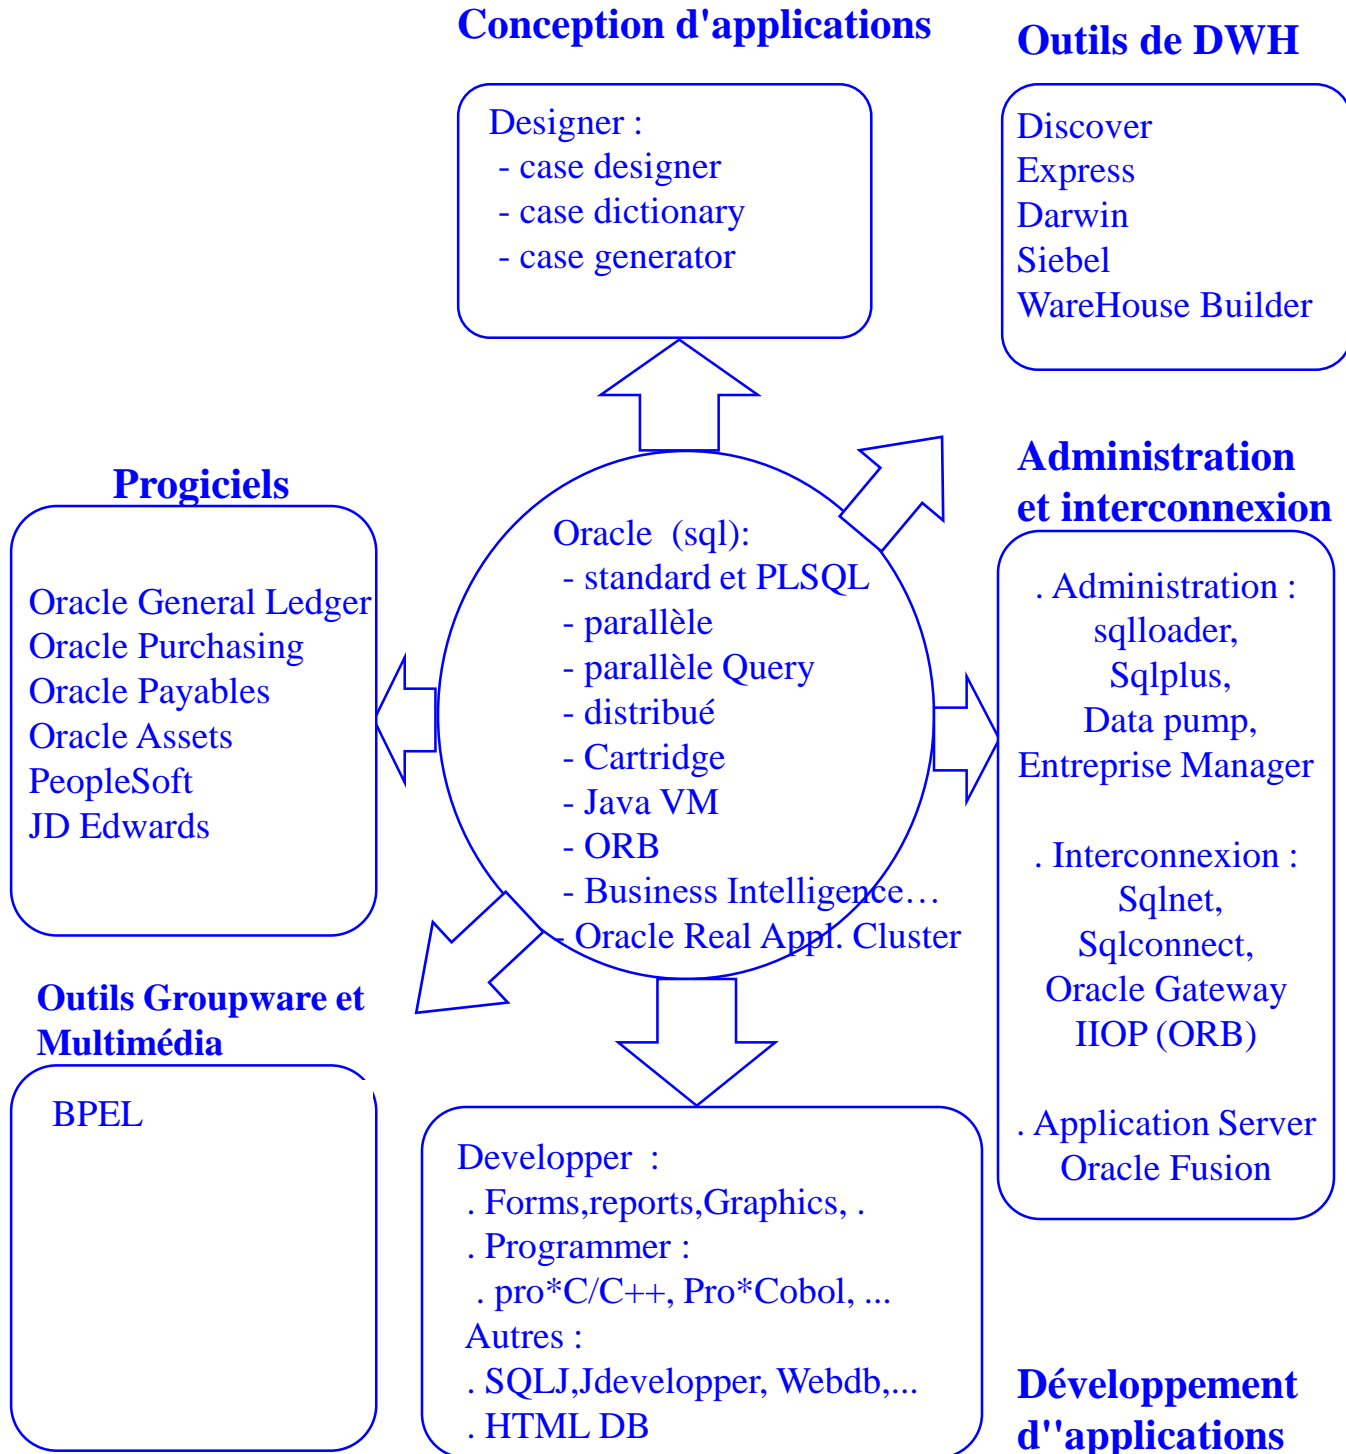 Conception d'applications
Designer :
- case designer
- case dictionary
- case generator
Outils de DWH
Discover
Express
Darwin
Siebel
WareHouse Builder
Progiciels
Oracle General Ledger
Oracle Purchasing
Oracle Payables
Oracle Assets
PeopleSoft
JD Edwards
Oracle (sql):
- standard et PLSQL
- parallèle
- parallèle Query
- distribué
- Cartridge
- Java VM
- ORB
- Business Intelligence…
- Oracle Real Appl. Cluster
Administration
et interconnexion
. Administration :
sqlloader,
Sqlplus,
Data pump,
Entreprise Manager
. Interconnexion :
Sqlnet,
Sqlconnect,
Oracle Gateway
IIOP (ORB)
. Application Server
Oracle Fusion
Outils Groupware et
Multimédia
BPEL
Developper :
. Forms,reports,Graphics, .
. Programmer :
. pro*C/C++, Pro*Cobol, ...
Autres :
. SQLJ,Jdevelopper, Webdb,...
. HTML DB
Développement
d''applications